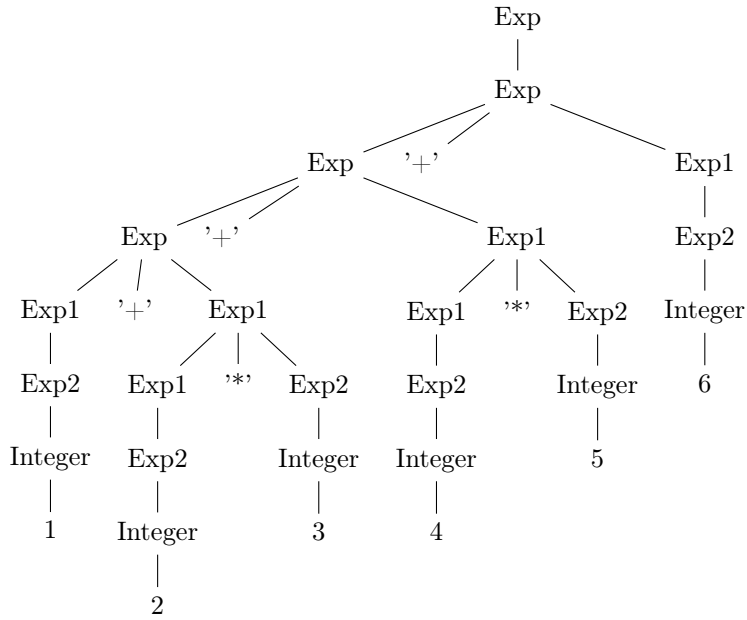 Exp
Exp
Exp '+' Exp1
Exp '+' Exp1 Exp2
Exp1 '+' Exp1 Exp1 '*' Exp2 Integer
Exp2 Exp1 '*' Exp2 Exp2 Integer 6
Integer Exp2 Integer Integer 5
1 Integer 3 4
2